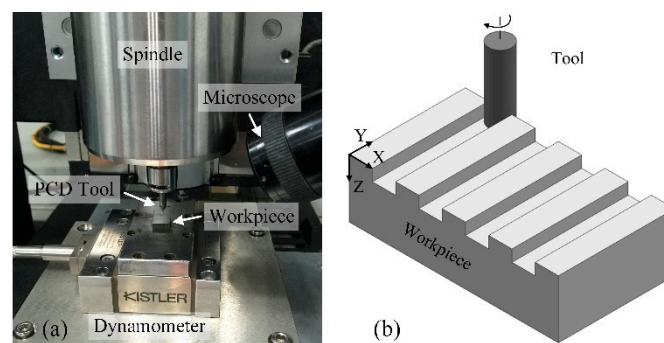 Spindle
Microscope
PCD Tool
Workpiece
KISTLER
(a)
Dynamometer
Tool
Y
X
Z
Workpiece
(b)